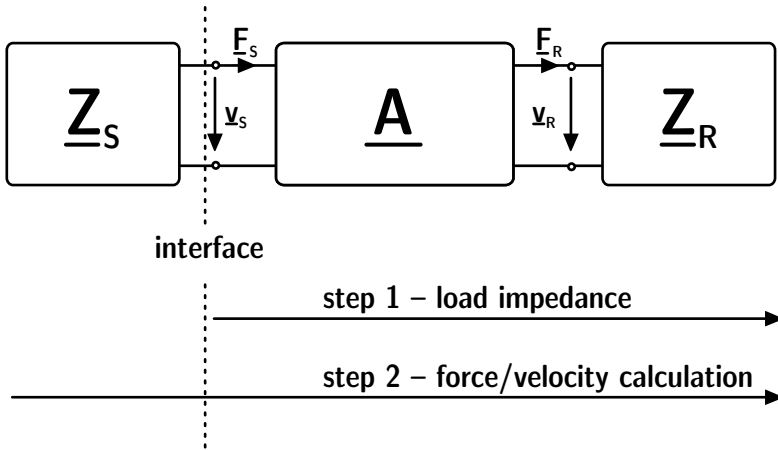 F_S
F_R
Z_S
v_S
A
v_R
Z_R
interface
step 1 – load impedance
step 2 – force/velocity calculation